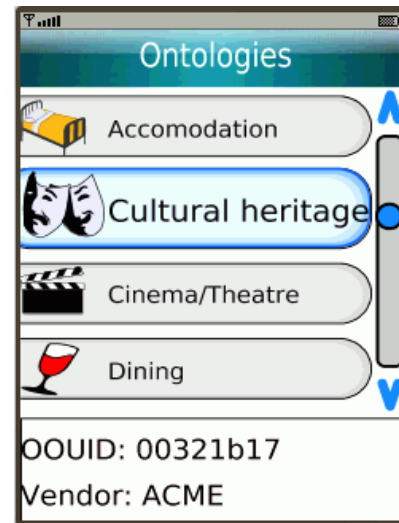 Ontologies
Accomodation
Cultural heritage
Cinema/Theatre
Dining
OOUID: 00321b17
Vendor: ACME